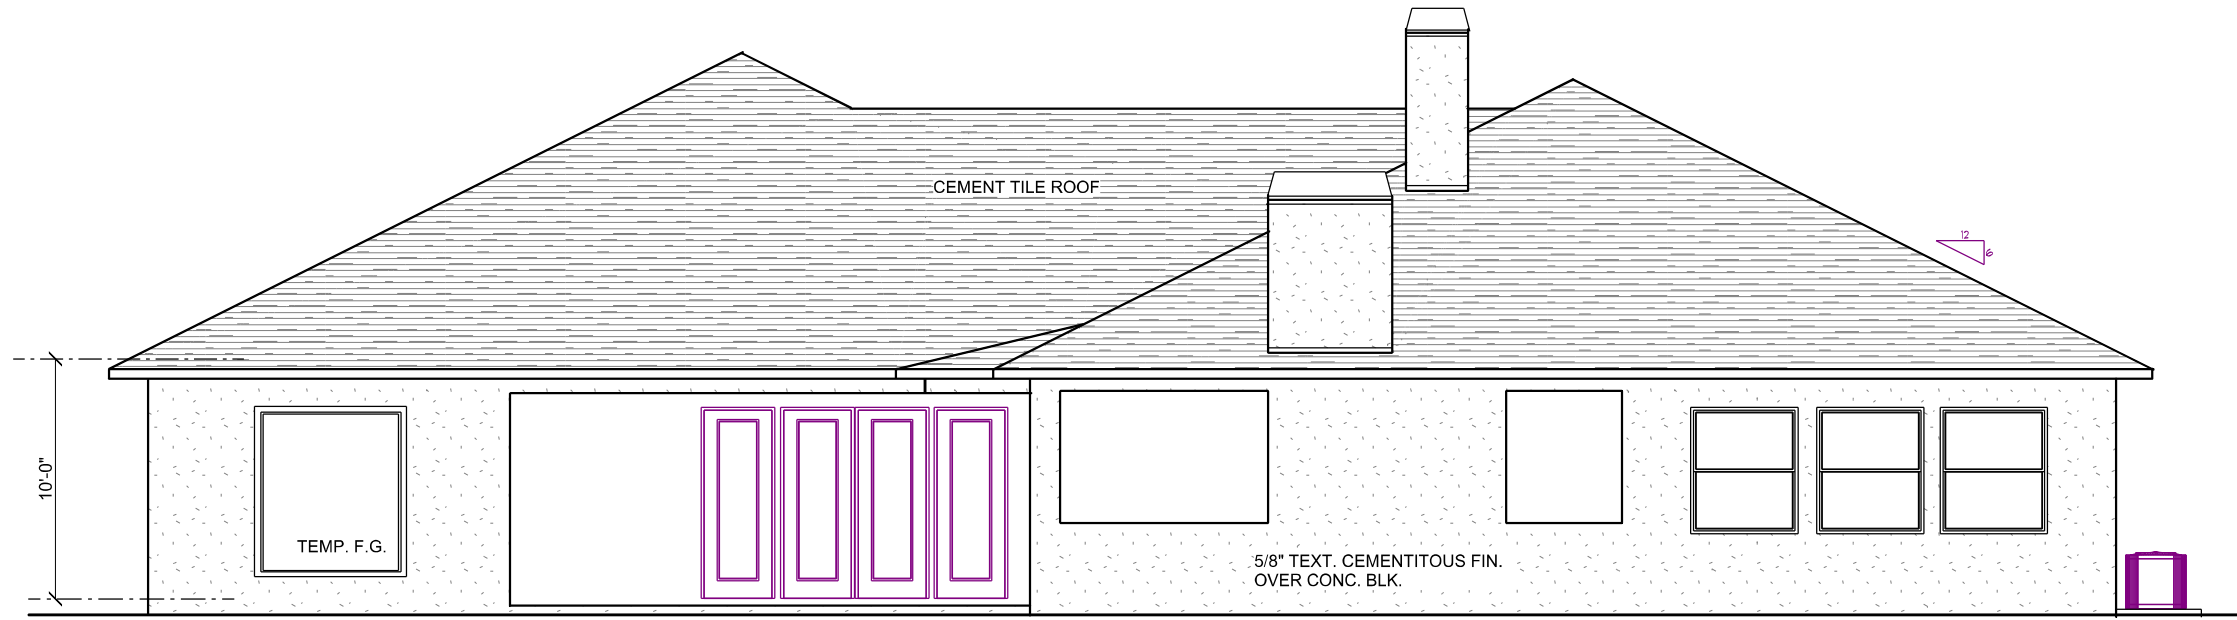 CEMENT TILE ROOF
12
6
10'-0"
TEMP. F.G.
5/8" TEXT. CEMENTITOUS FIN.
OVER CONC. BLK.